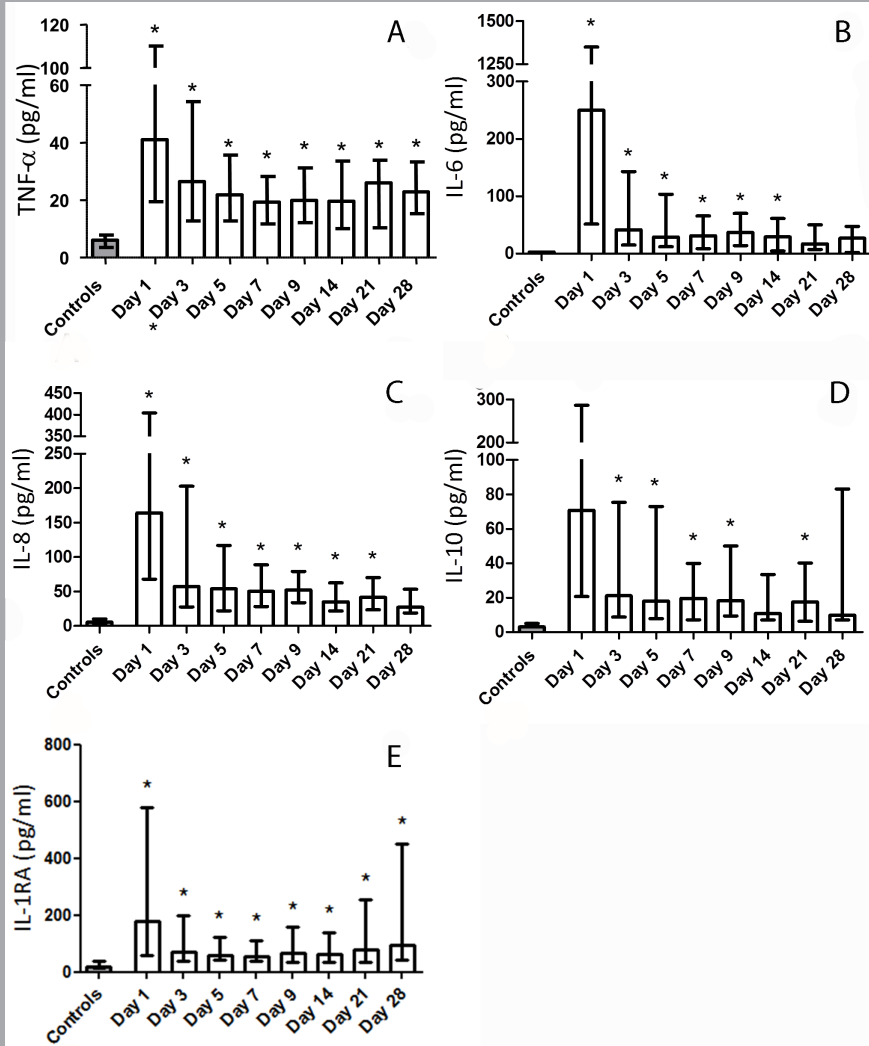 A
TNF-α (pg/ml)
120
100
60
40
20
0
* * * * * * * *
Controls Day 1 Day 3 Day 5 Day 7 Day 9 Day 14 Day 21 Day 28
*
B
IL-6 (pg/ml)
1500
1250
300
200
100
0
* * * * * *
Controls Day 1 Day 3 Day 5 Day 7 Day 9 Day 14 Day 21 Day 28
C
IL-8 (pg/ml)
450
400
350
250
200
150
100
50
0
* * * * * * *
Controls Day 1 Day 3 Day 5 Day 7 Day 9 Day 14 Day 21 Day 28
D
IL-10 (pg/ml)
300
200
100
80
60
40
20
0
* * * * *
Controls Day 1 Day 3 Day 5 Day 7 Day 9 Day 14 Day 21 Day 28
E
IL-1RA (pg/ml)
800
600
400
200
0
* * * * * * * *
Controls Day 1 Day 3 Day 5 Day 7 Day 9 Day 14 Day 21 Day 28